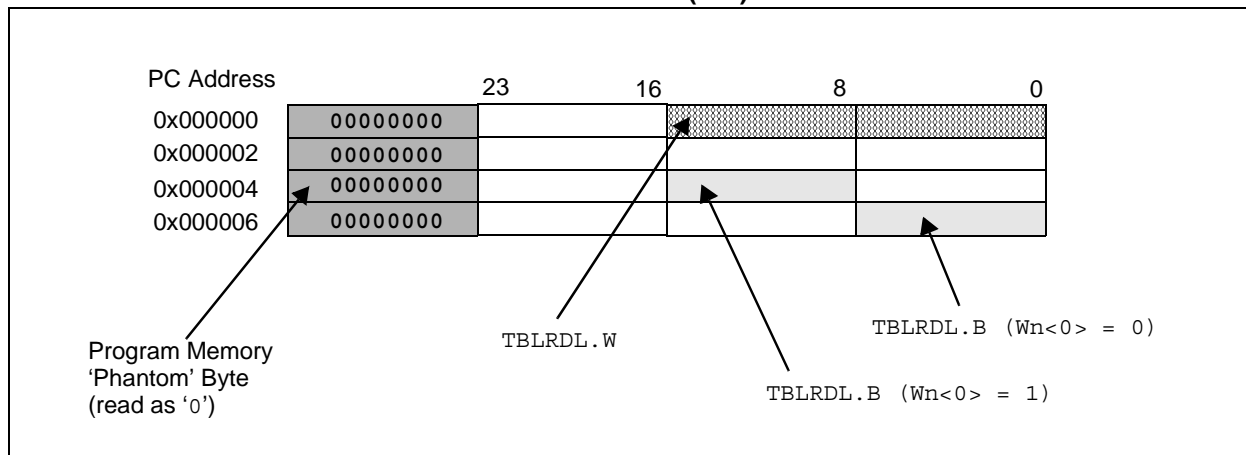 PC Address
23 16 8 0
0x000000 00000000
0x000002 00000000
0x000004 00000000
0x000006 00000000
TBLRDL.W
TBLRDL.B (Wn<0> = 0)
Program Memory
‘Phantom’ Byte
(read as ‘0’)
TBLRDL.B (Wn<0> = 1)